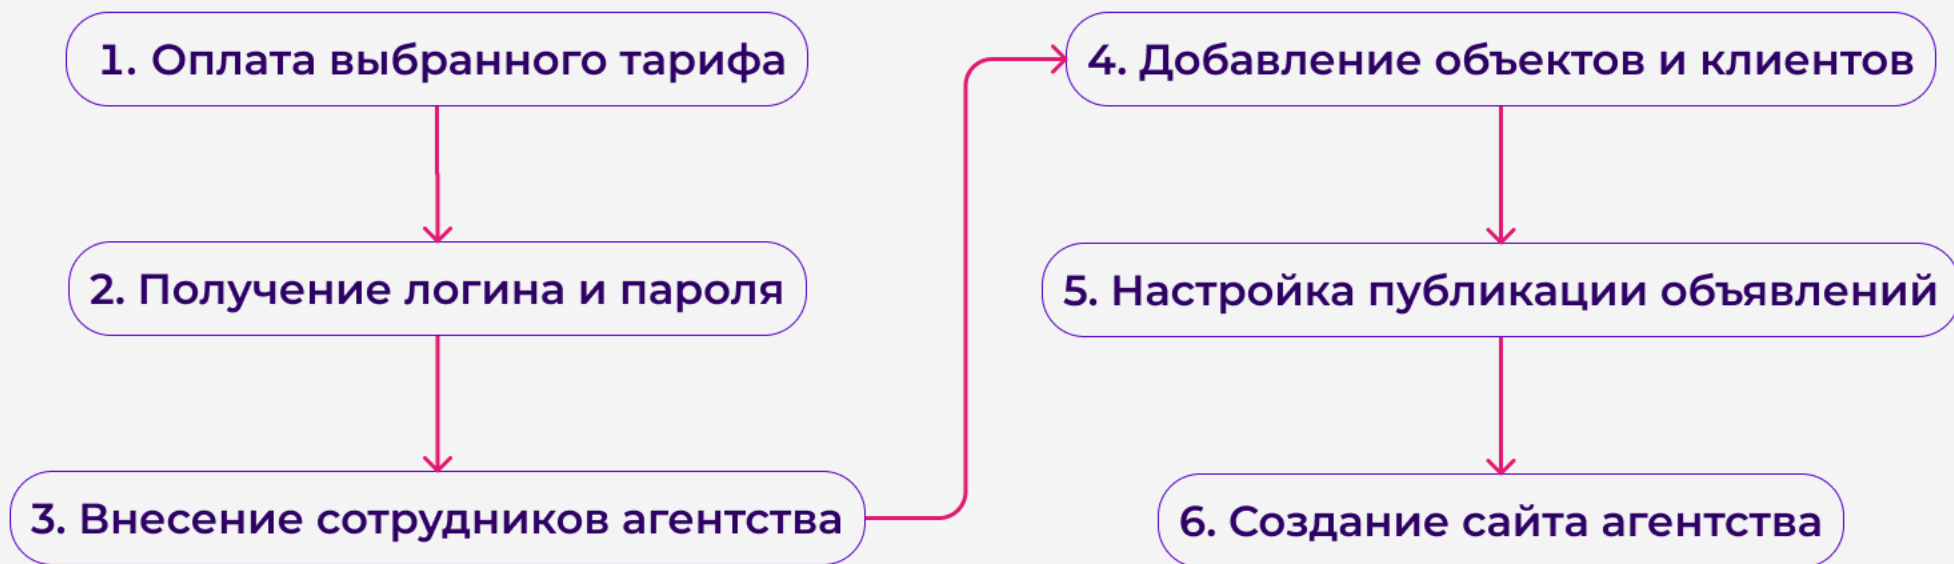 1. Оплата выбранного тарифа
2. Получение логина и пароля
3. Внесение сотрудников агентства
4. Добавление объектов и клиентов
5. Настройка публикации объявлений
6. Создание сайта агентства